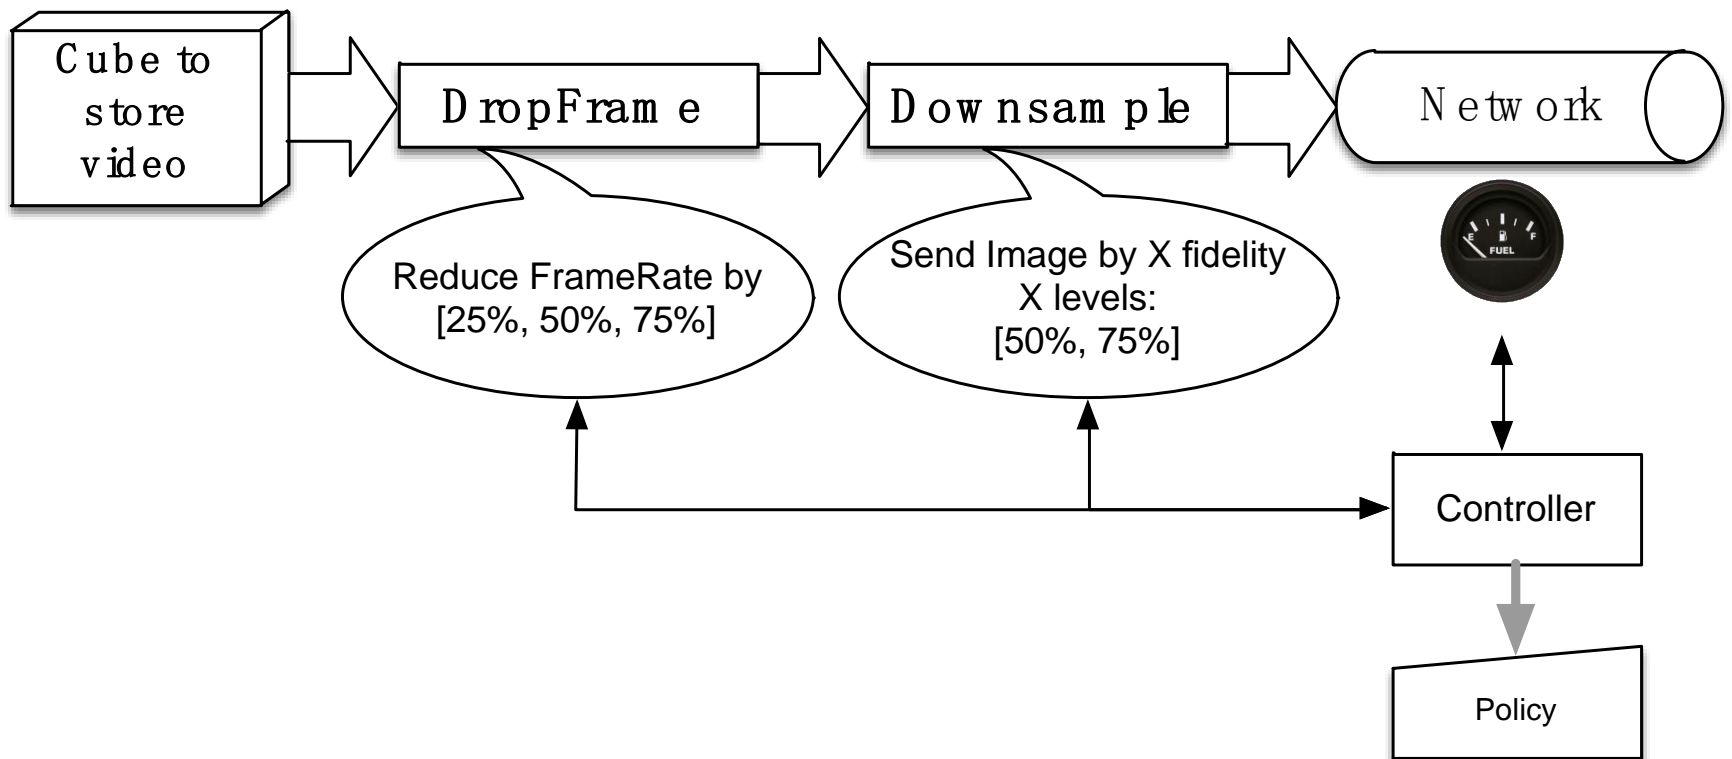 Cube to
store
video
DropFrame
Downsample
Network
Reduce FrameRate by
[25%, 50%, 75%]
Send Image by X fidelity
X levels:
[50%, 75%]
E
F
FUEL
Controller
Policy